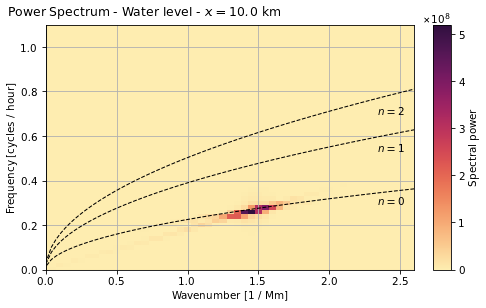 Power Spectrum - Water level - x = 10.0 km
×10⁸
1.0
0.8
0.6
0.4
0.2
0.0
Frequency [cycles / hour]
n = 2
n = 1
n = 0
0.0 0.5 1.0 1.5 2.0 2.5
Wavenumber [1 / Mm]
5
4
3
2
1
0
Spectral power